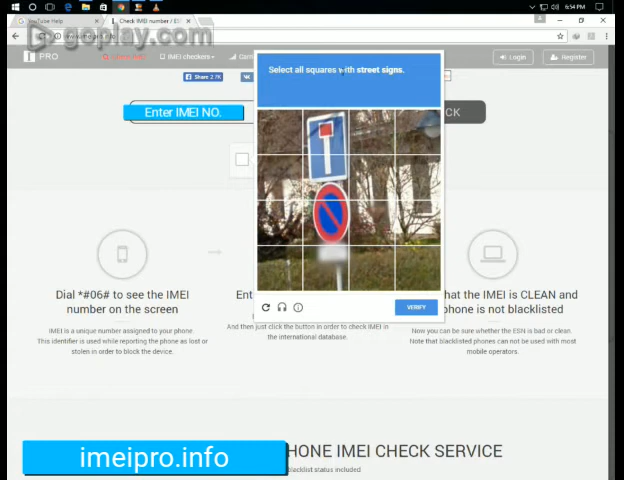 6:54 PM
YouTube Help
Check IMEI number / ESN
goplay.com
PRO
IMEI checkers
Login
Register
Share 2.7K
Select all squares with street signs.
Enter IMEI NO.
CK
VERIFY
Dial *#06# to see the IMEI
number on the screen
IMEI is a unique number assigned to your phone.
This identifier is used while reporting the phone as lost or
stolen in order to block the device.
Ent
And then just click the button in order to check IMEI in
the international database.
hat the IMEI is CLEAN and
phone is not blacklisted
Now you can be sure whether the ESN is bad or clean.
Note that blacklisted phones can not be used with most
mobile operators.
imeipro.info
HONE IMEI CHECK SERVICE
blacklist status included